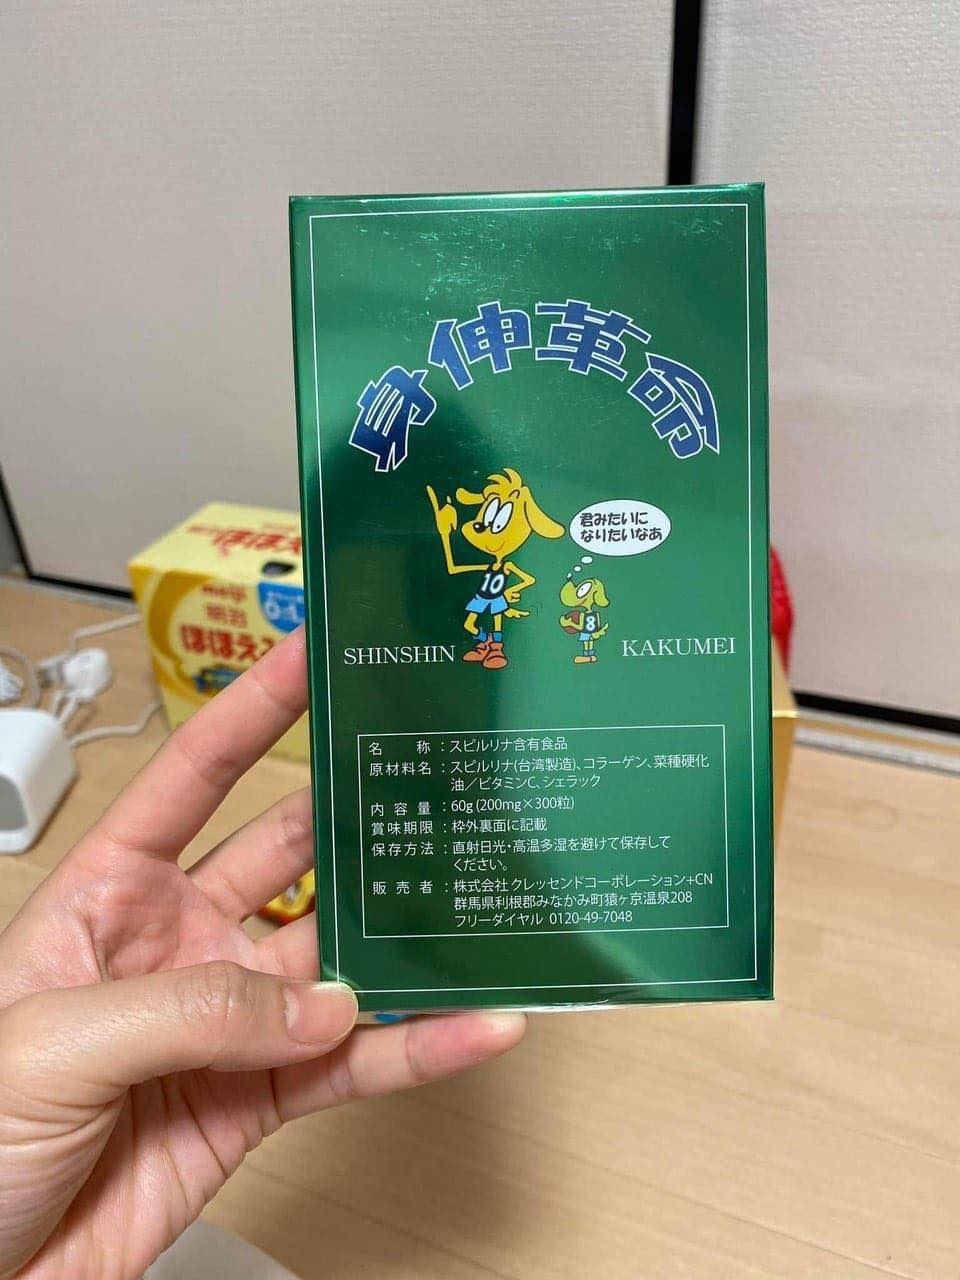 身伸革命
君みたいに
なりたいなあ
10
8
SHINSHIN KAKUMEI
名称：スピルリナ含有食品
原材料名：スピルリナ(台湾製造)、コラーゲン、菜種硬化
油／ビタミンC、シェラック
内容量：60g (200mg×300粒)
賞味期限：枠外裏面に記載
保存方法：直射日光・高温多湿を避けて保存して
ください。
販売者：株式会社 クレッセンドコーポレーション+CN
群馬県利根郡みなかみ町猿ヶ京温泉208
フリーダイヤル 0120-49-7048
meiji
明治
ほほえ